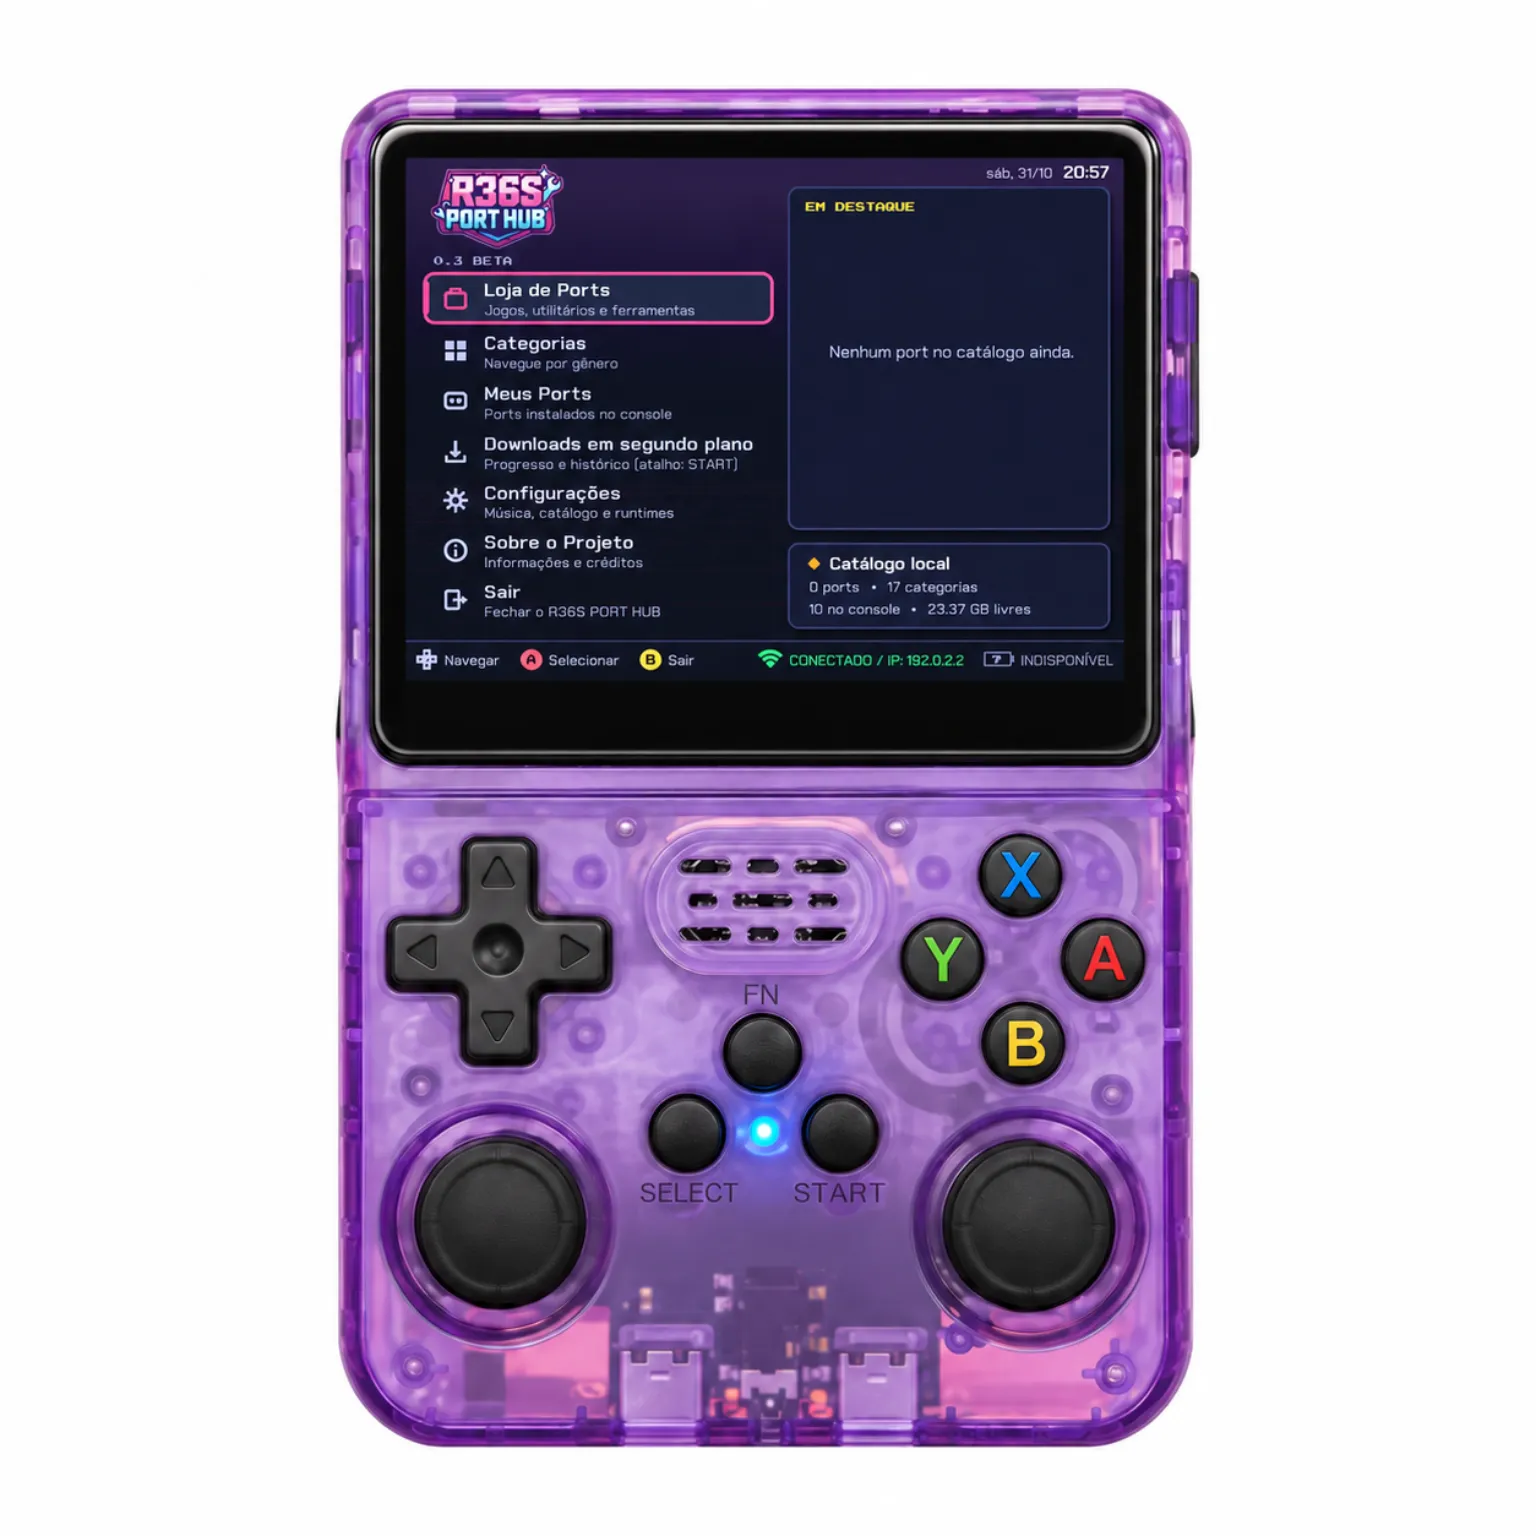 R36S
PORT HUB
0.3 BETA
sáb, 31/10 20:57
Loja de Ports
Jogos, utilitários e ferramentas
Categorias
Navegue por gênero
Meus Ports
Ports instalados no console
Downloads em segundo plano
Progresso e histórico (atalho: START)
Configurações
Música, catálogo e runtimes
Sobre o Projeto
Informações e créditos
Sair
Fechar o R36S PORT HUB
EM DESTAQUE
Nenhum port no catálogo ainda.
Catálogo local
0 ports • 17 categorias
10 no console • 23.37 GB livres
Navegar A Selecionar B Sair CONECTADO / IP: 192.0.2.2 ? INDISPONÍVEL
X
Y
A
B
FN
SELECT
START